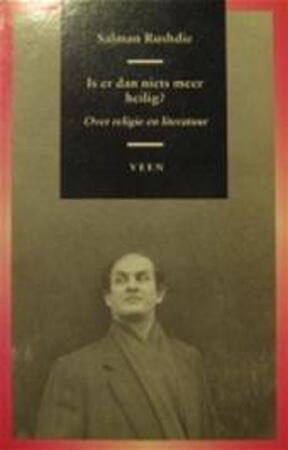 Salman Rushdie
Is er dan niets meer
heilig?
Over religie en literatuur
VEEN